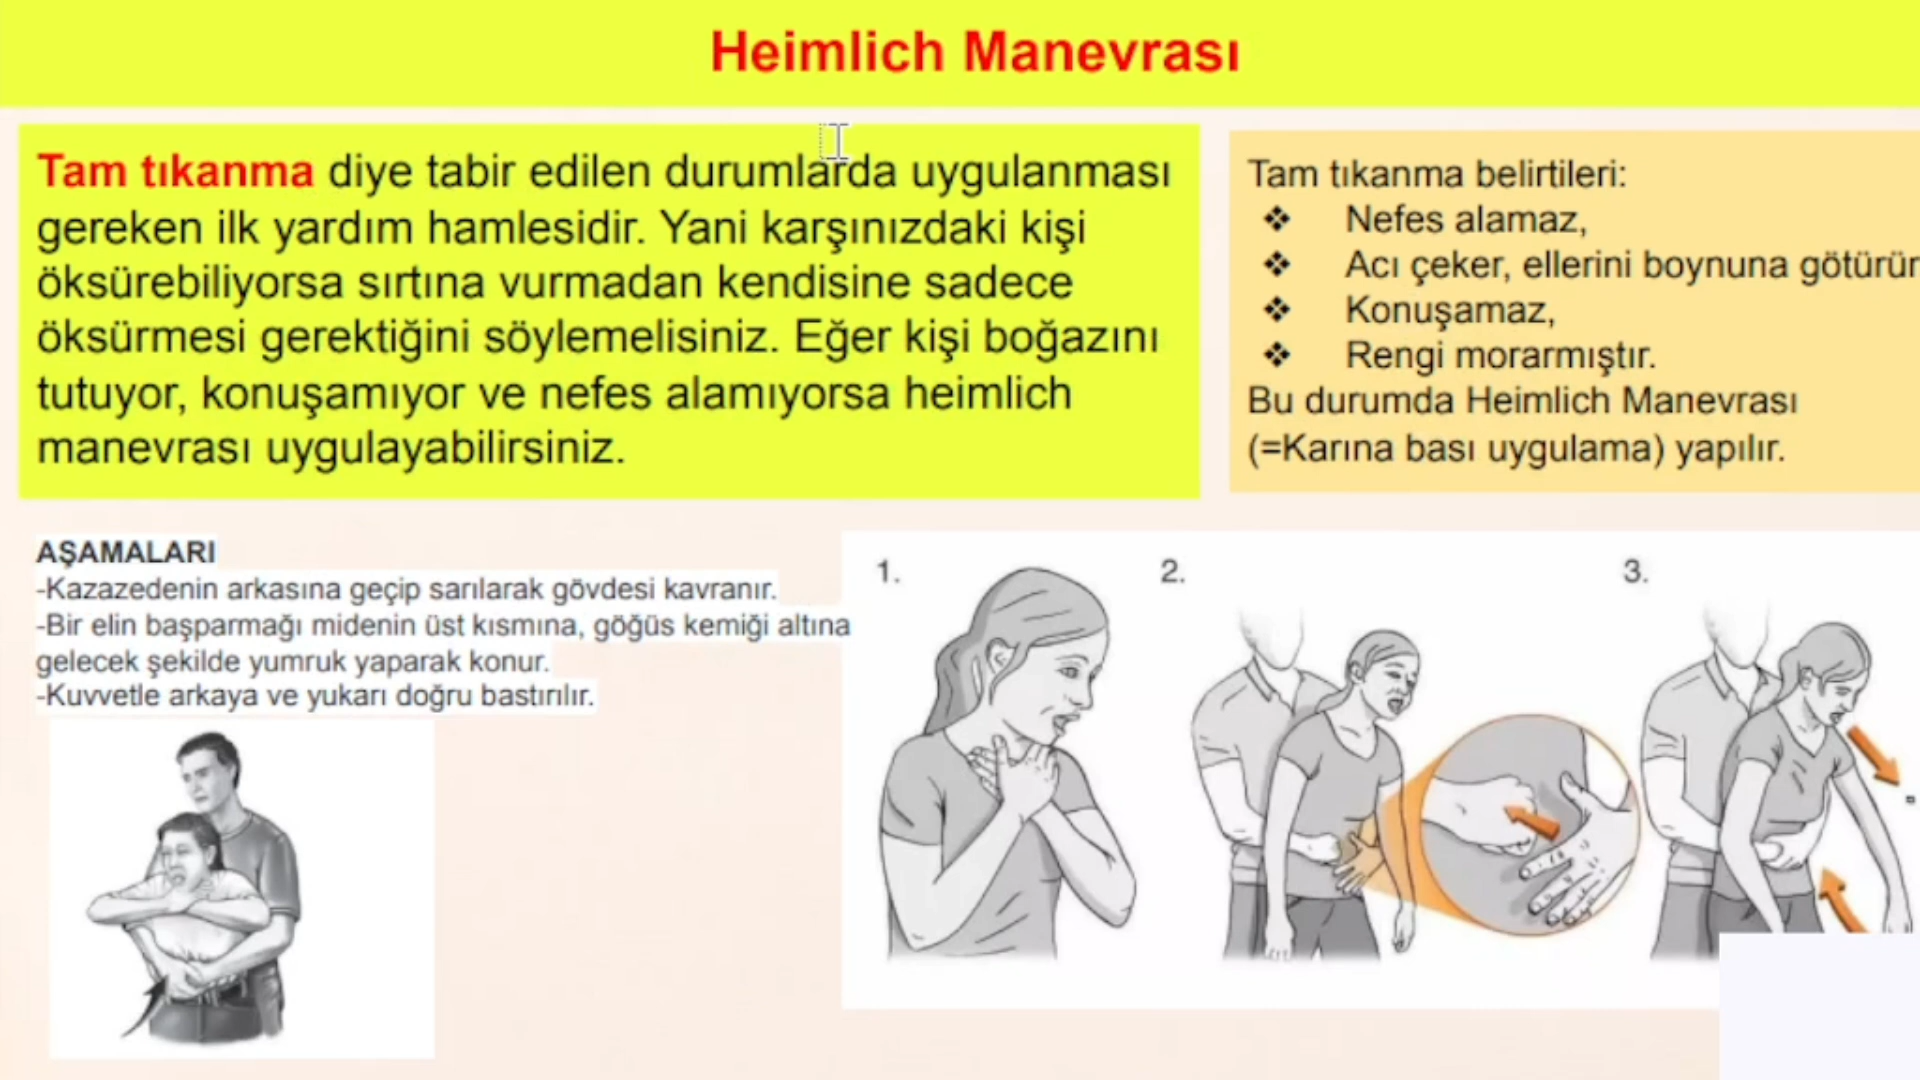 Heimlich Manevrası
Tam tıkanma diye tabir edilen durumlarda uygulanması
gereken ilk yardım hamlesidir. Yani karşınızdaki kişi
öksürebiliyorsa sırtına vurmadan kendisine sadece
öksürmesi gerektiğini söylemelisiniz. Eğer kişi boğazını
tutuyor, konuşamıyor ve nefes alamıyorsa heimlich
manevrası uygulayabilirsiniz.
Tam tıkanma belirtileri:
❖ Nefes alamaz,
❖ Acı çeker, ellerini boynuna götürür
❖ Konuşamaz,
❖ Rengi morarmıştır.
Bu durumda Heimlich Manevrası
(=Karına bası uygulama) yapılır.
AŞAMALARI
-Kazazedenin arkasına geçip sarılarak gövdesi kavranır.
-Bir elin başparmağı midenin üst kısmına, göğüs kemiği altına
gelecek şekilde yumruk yaparak konur.
-Kuvvetle arkaya ve yukarı doğru bastırılır.
1.
2.
3.